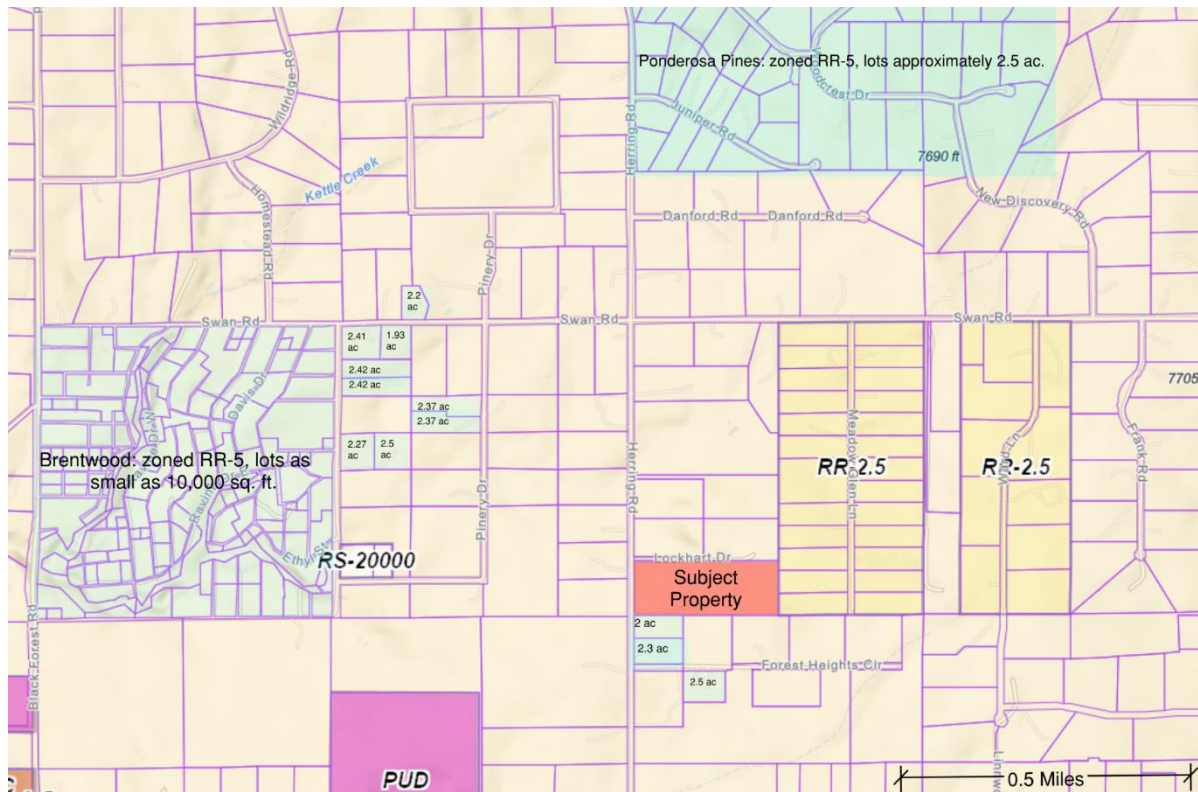 Ponderosa Pines: zoned RR-5, lots approximately 2.5 ac.
Woodcrest Dr
Wildridge Rd
Juniper Rd
Herring Rd
7690 ft
Kettle Creek
Homestead Rd
Danford Rd
Danford Rd
New Discovery Rd
Pinery Dr
2.2
ac
Swan Rd
Swan Rd
Swan Rd
2.41
ac
1.93
ac
2.42 ac
2.42 ac
Davis Dr
7705
2.37 ac
2.37 ac
2.27
ac
2.5
ac
Brentwood: zoned RR-5, lots as
small as 10,000 sq. ft.
Herring Rd
Meadow Glen Ln
RR-2.5
RR-2.5
Frank Rd
Pinery Dr
Ethyl St
RS-20000
Lockhart Dr
Subject
Property
Black Forest Rd
2 ac
2.3 ac
Forest Heights Cir
2.5 ac
PUD
0.5 Miles